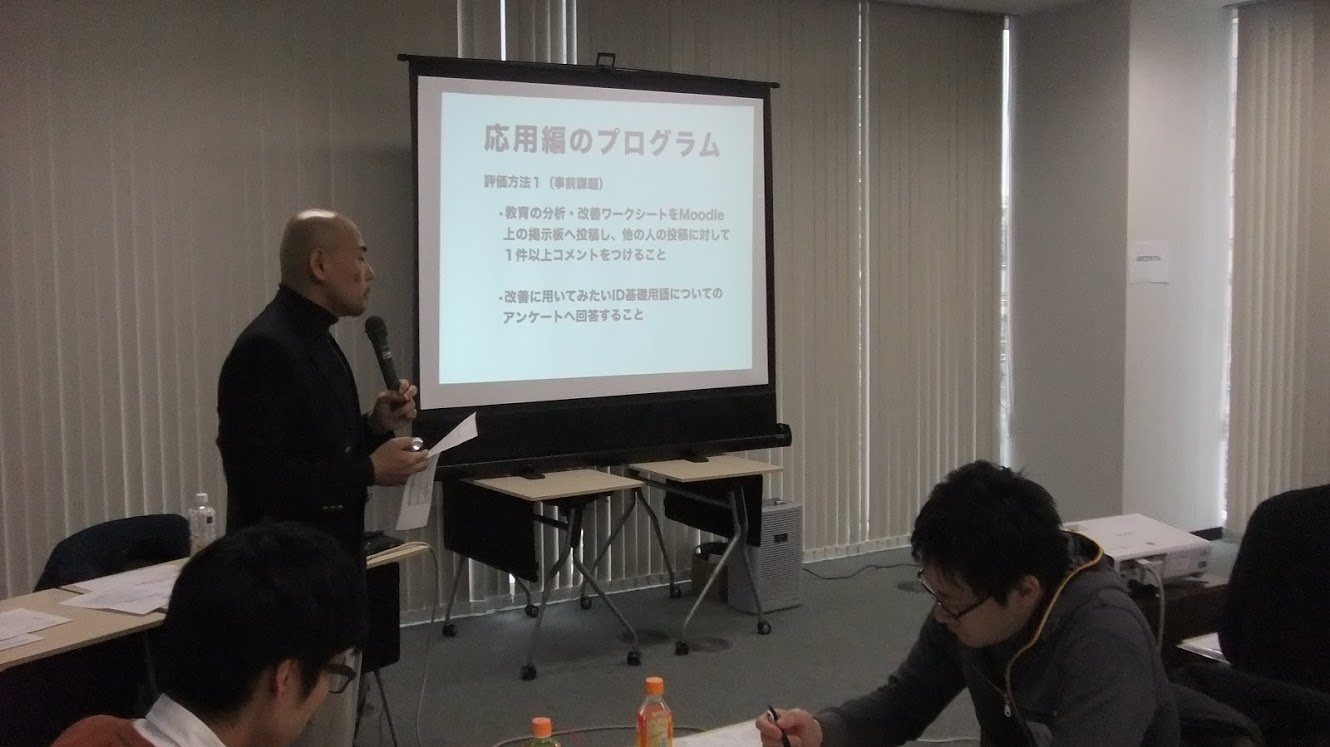 応用編のプログラム
評価方法１（事前課題）
・教育の分析・改善ワークシートをMoodle
上の掲示板へ投稿し、他の人の投稿に対して
１件以上コメントをつけること
・改善に用いてみたいID基礎用語についての
アンケートへ回答すること